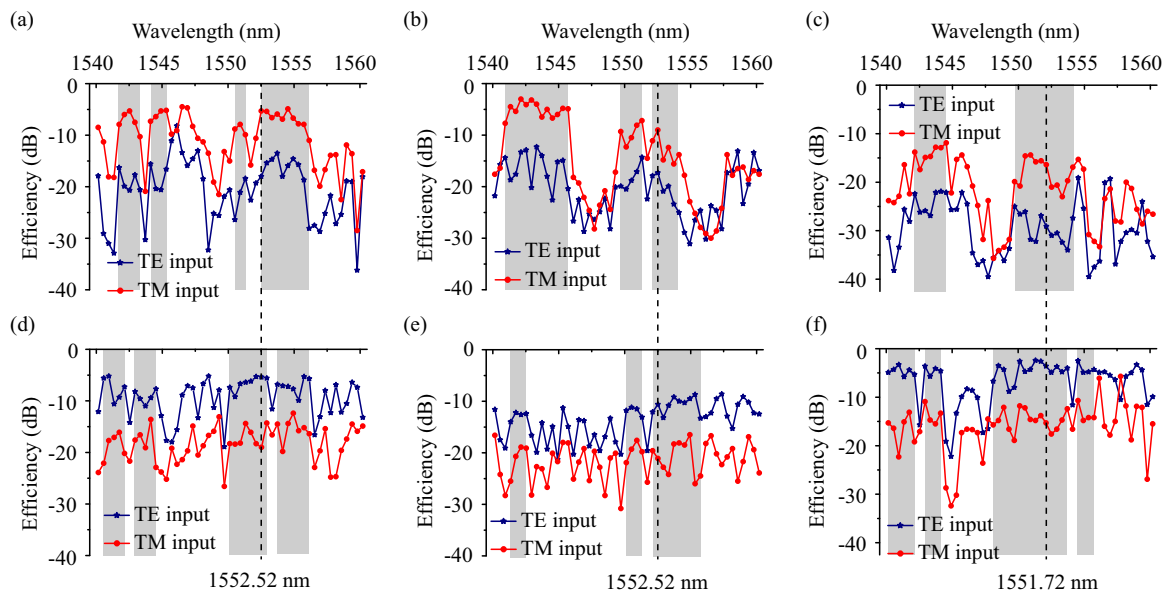 (a)
Wavelength (nm)
1540 1545 1550 1555 1560
0
-10
-20
-30
-40
Efficiency (dB)
TE input
TM input
(b)
Wavelength (nm)
1540 1545 1550 1555 1560
0
-10
-20
-30
-40
Efficiency (dB)
TE input
TM input
(c)
Wavelength (nm)
1540 1545 1550 1555 1560
0
-10
-20
-30
-40
Efficiency (dB)
TE input
TM input
(d)
0
-10
-20
-30
-40
Efficiency (dB)
TE input
TM input
1552.52 nm
(e)
0
-10
-20
-30
-40
Efficiency (dB)
TE input
TM input
1552.52 nm
(f)
0
-10
-20
-30
-40
Efficiency (dB)
TE input
TM input
1551.72 nm